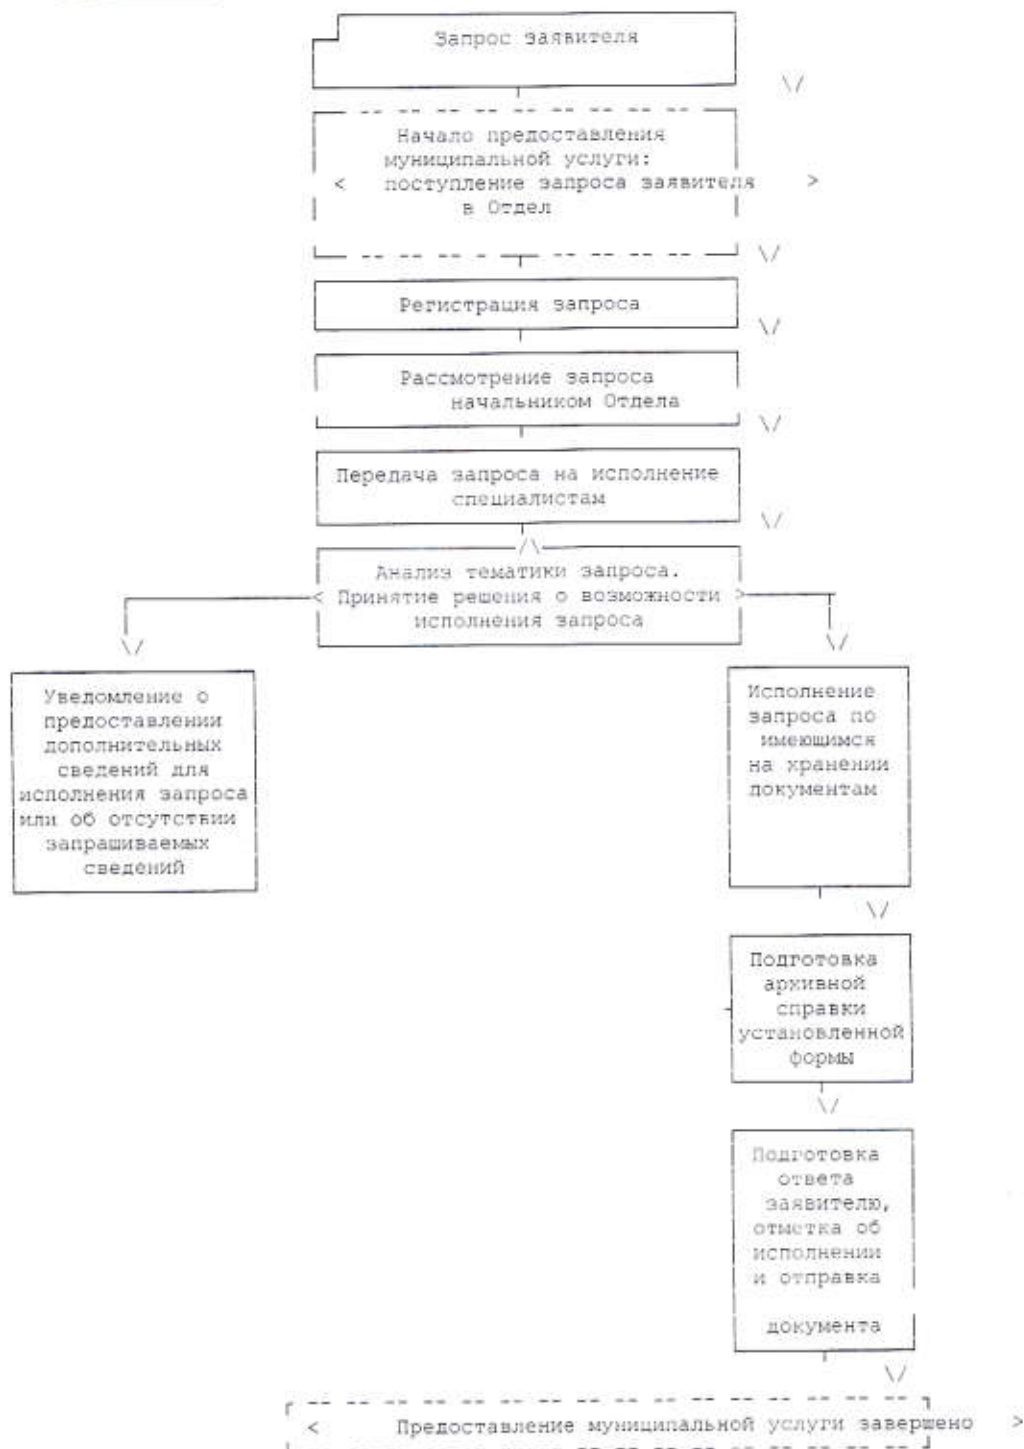 Запрос заявителя
Начало предоставления
муниципальной услуги:
< поступление запроса заявителя >
в Отдел
Регистрация запроса
Рассмотрение запроса
начальником Отдела
Передача запроса на исполнение
специалистам
Анализ тематики запроса.
< Принятие решения о возможности >
исполнения запроса
Уведомление о
предоставлении
дополнительных
сведений для
исполнения запроса
или об отсутствии
запрашиваемых
сведений
Исполнение
запроса по
имеющимся
на хранении
документам
Подготовка
архивной
справки
установленной
формы
Подготовка
ответа
заявителю,
отметка об
исполнении
и отправка
документа
< Предоставление муниципальной услуги завершено >